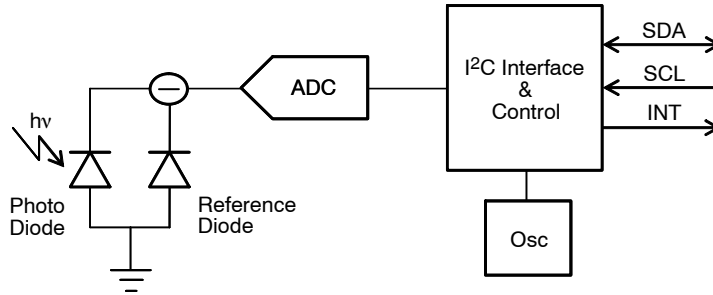 hν
Photo
Diode
Reference
Diode
−
ADC
I²C Interface
&
Control
SDA
SCL
INT
Osc